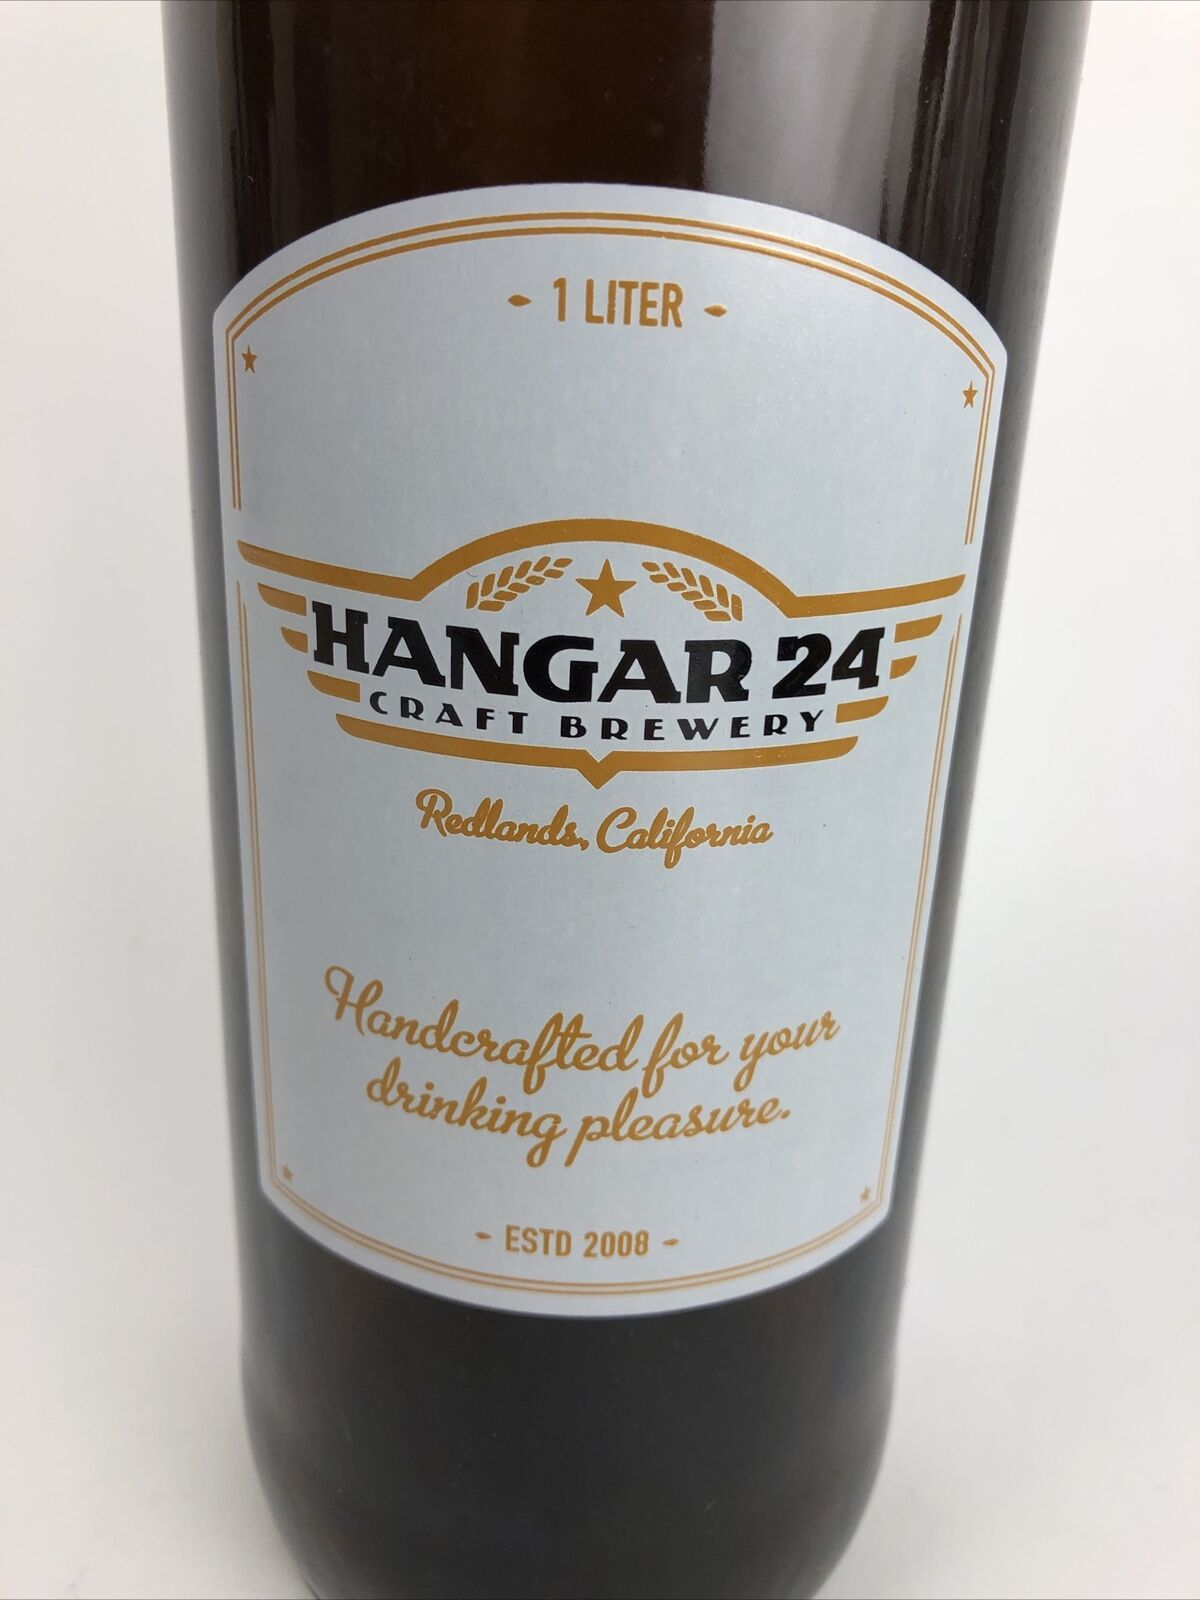 - 1 LITER -
HANGAR 24
CRAFT BREWERY
Redlands, California
Handcrafted for your
drinking pleasure.
- ESTD 2008 -